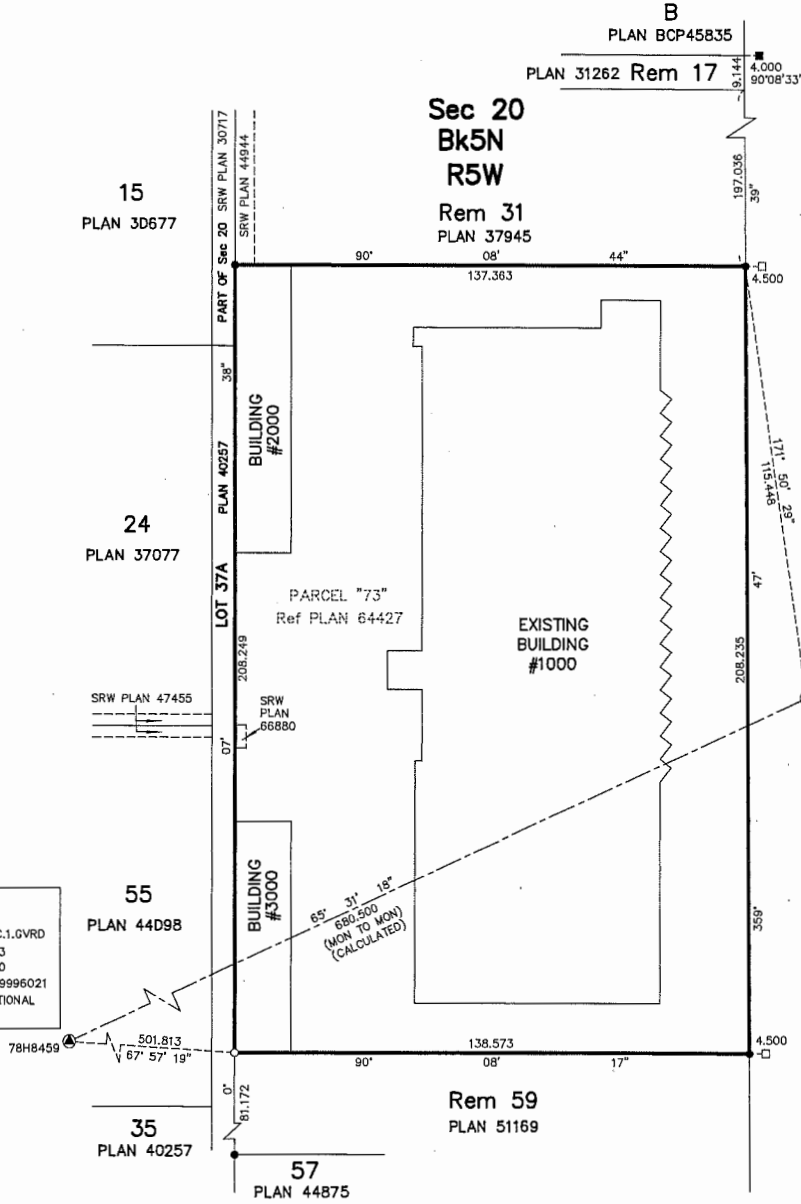 B
PLAN BCP45835
PLAN 31262 Rem 17
9.144
4.000
90°08'33"
Sec 20
Bk5N
R5W
Rem 31
PLAN 37945
197.036
39"
15
PLAN 3D677
PART OF Sec 20 SRW PLAN 30717
SRW PLAN 44944
90° 08' 44"
137.363
4.500
38"
BUILDING
#2000
LOT 37A PLAN 40257
24
PLAN 37077
171° 50' 29"
115.448
PARCEL "73"
Ref PLAN 64427
EXISTING
BUILDING
#1000
47'
208.249
208.235
SRW PLAN 47455
SRW
PLAN
66880
07'
55
PLAN 44D98
BUILDING
#3000
65° 31' 18"
680.500
(MON TO MON)
(CALCULATED)
359°
C.1.GVRD
3
0
9996021
TIONAL
78H8459
501.813
67° 57' 19"
138.573
90° 08' 17"
4.500
0°
81.172
Rem 59
PLAN 51169
35
PLAN 40257
57
PLAN 44875